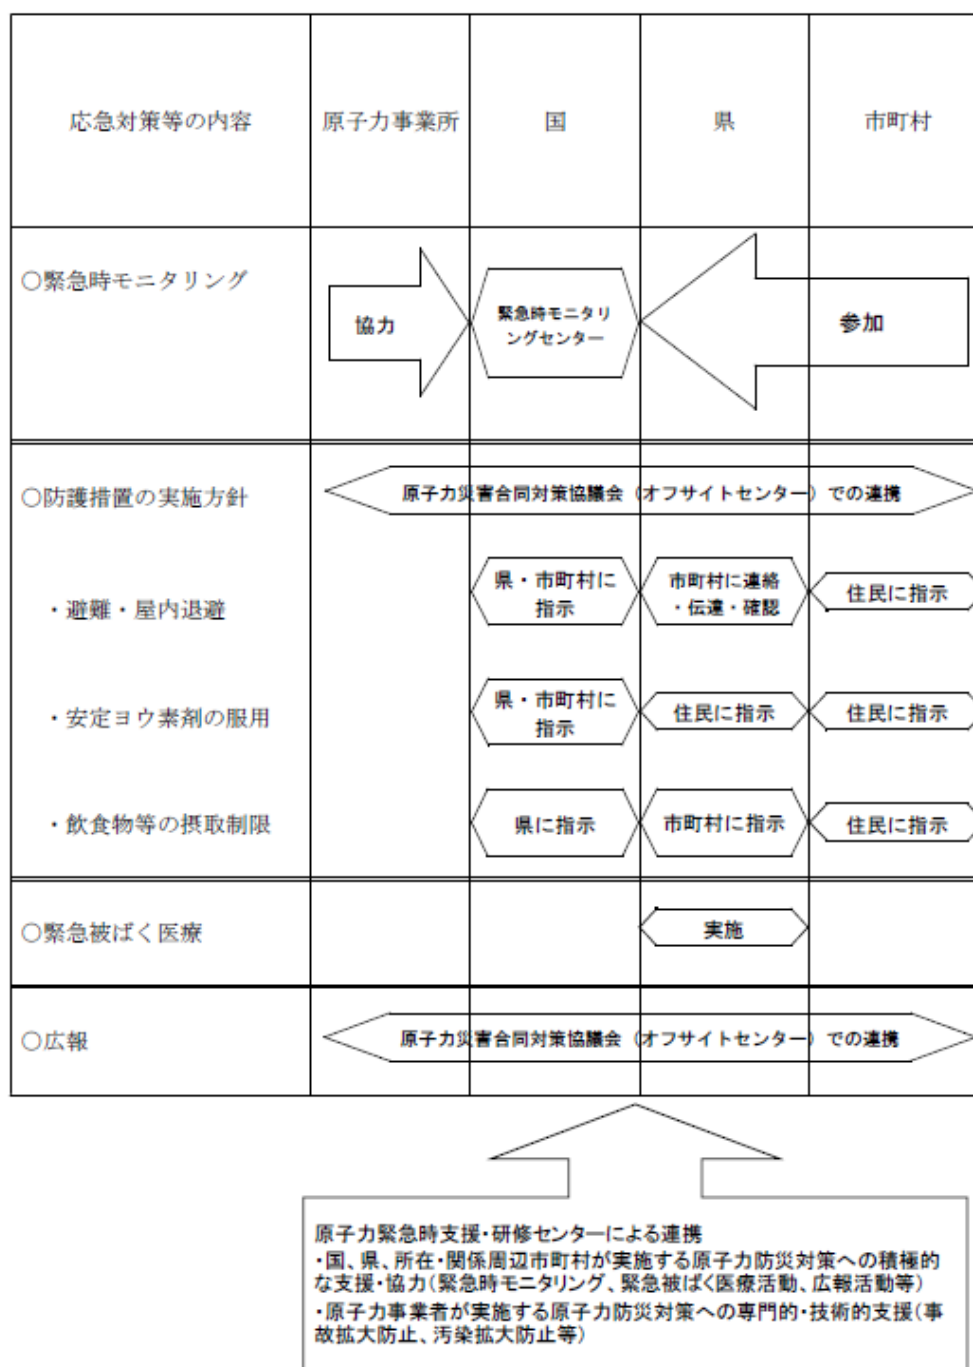 応急対策等の内容
原子力事業所
国
県
市町村
○緊急時モニタリング
協力
緊急時モニタリ
ングセンター
参加
○防護措置の実施方針
原子力災害合同対策協議会（オフサイトセンター）での連携
・避難・屋内退避
県・市町村に
指示
市町村に連絡
・伝達・確認
住民に指示
・安定ヨウ素剤の服用
県・市町村に
指示
住民に指示
住民に指示
・飲食物等の摂取制限
県に指示
市町村に指示
住民に指示
○緊急被ばく医療
実施
○広報
原子力災害合同対策協議会（オフサイトセンター）での連携
原子力緊急時支援・研修センターによる連携
・国、県、所在・関係周辺市町村が実施する原子力防災対策への積極的
な支援・協力（緊急時モニタリング、緊急被ばく医療活動、広報活動等）
・原子力事業者が実施する原子力防災対策への専門的・技術的支援（事
故拡大防止、汚染拡大防止等）